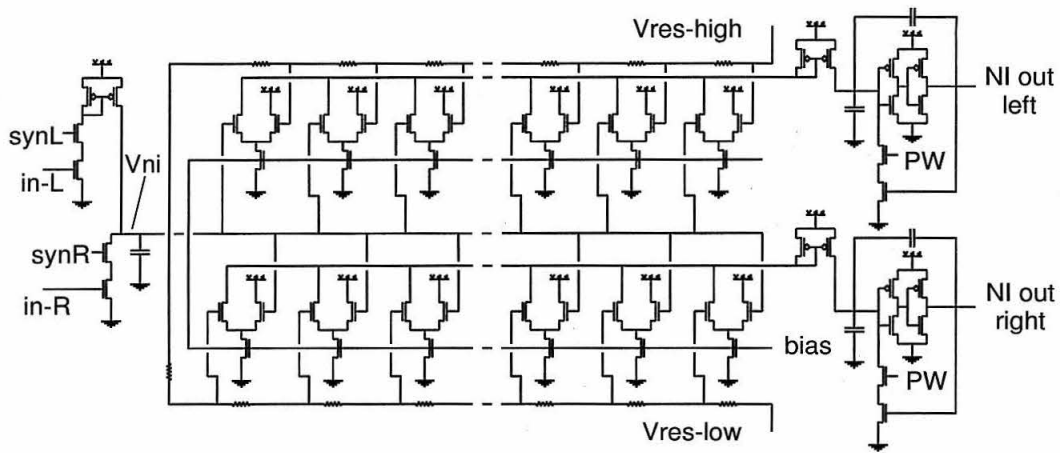 Vres-high
NI out
left
synL
PW
in-L
Vni
synR
in-R
NI out
right
bias
PW
Vres-low